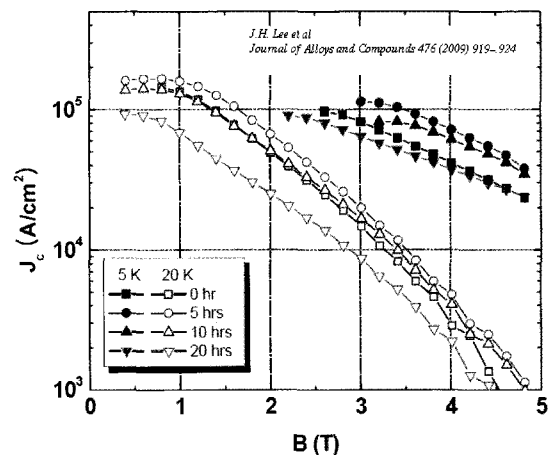 J.H. Lee et al
Journal of Alloys and Compounds 476 (2009) 919–924
10^5
10^4
10^3
J_c (A/cm^2)
5 K 20 K
0 hr
5 hrs
10 hrs
20 hrs
0 1 2 3 4 5
B (T)